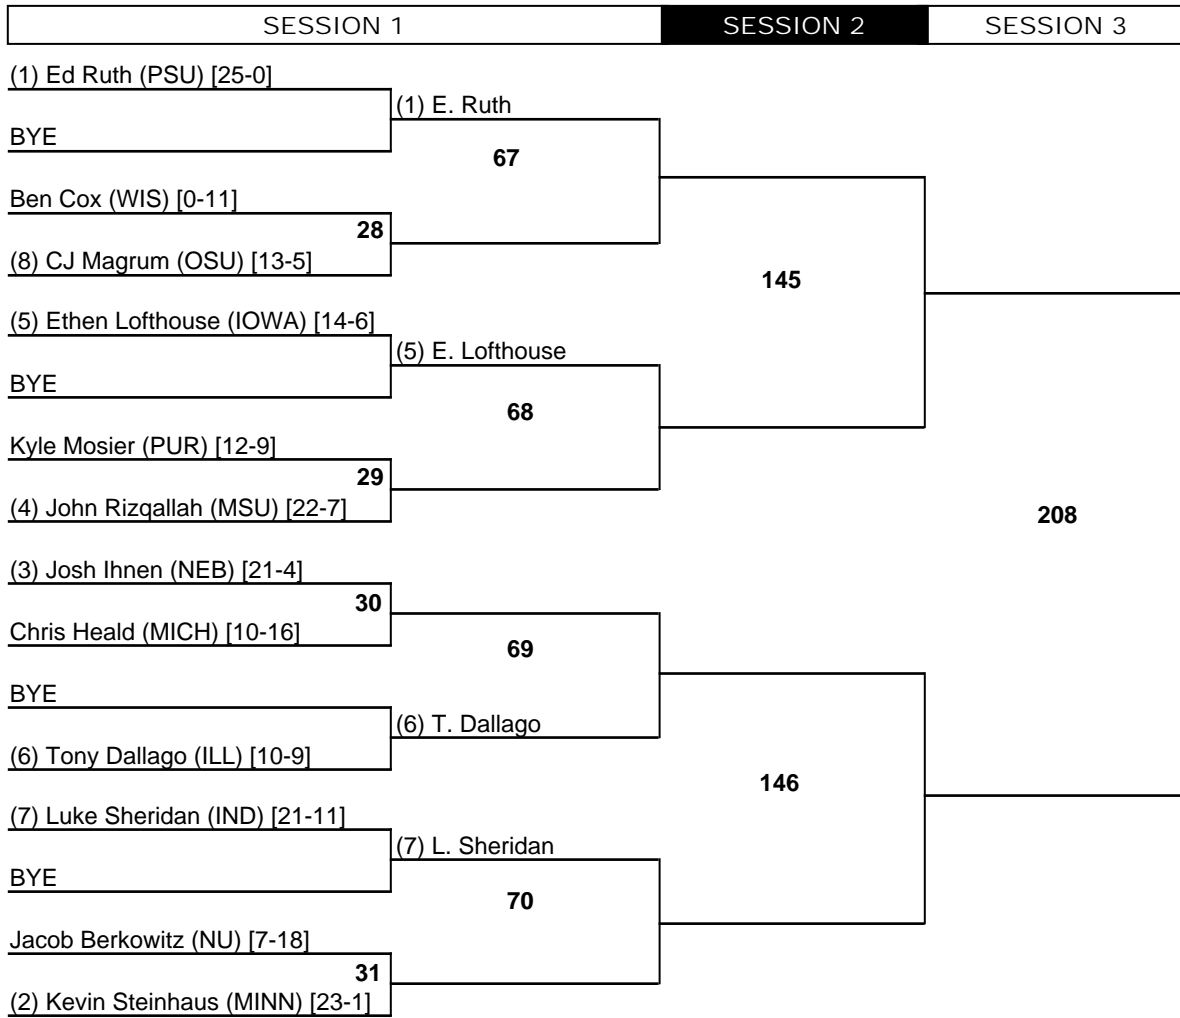 SESSION 1 SESSION 2 SESSION 3
(1) Ed Ruth (PSU) [25-0]
(1) E. Ruth
BYE
67
Ben Cox (WIS) [0-11]
28
(8) CJ Magrum (OSU) [13-5]
145
(5) Ethen Lofthouse (IOWA) [14-6]
(5) E. Lofthouse
BYE
68
Kyle Mosier (PUR) [12-9]
29
(4) John Rizqallah (MSU) [22-7]
208
(3) Josh Ihnen (NEB) [21-4]
30
Chris Heald (MICH) [10-16]
69
BYE
(6) T. Dallago
(6) Tony Dallago (ILL) [10-9]
146
(7) Luke Sheridan (IND) [21-11]
(7) L. Sheridan
BYE
70
Jacob Berkowitz (NU) [7-18]
31
(2) Kevin Steinhaus (MINN) [23-1]